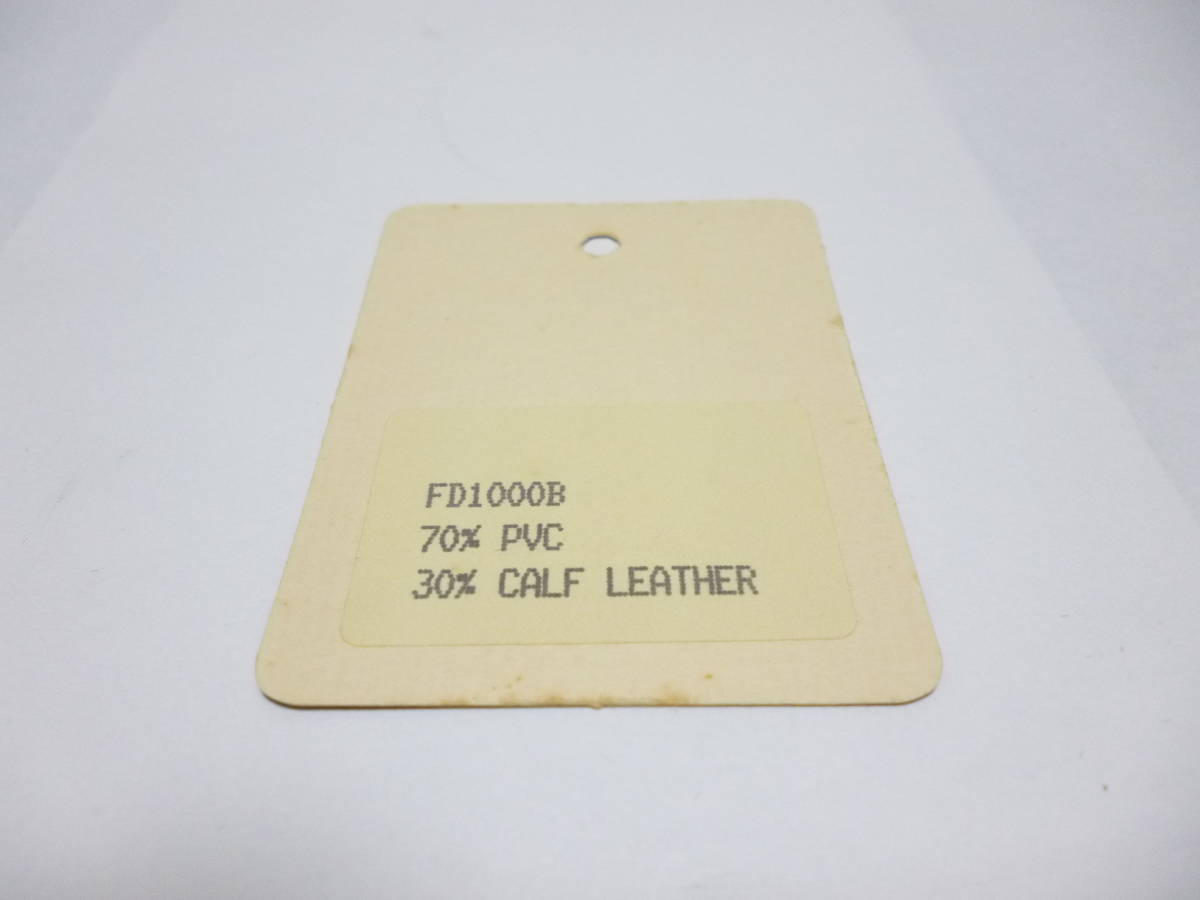 FD1000B
70% PVC
30% CALF LEATHER